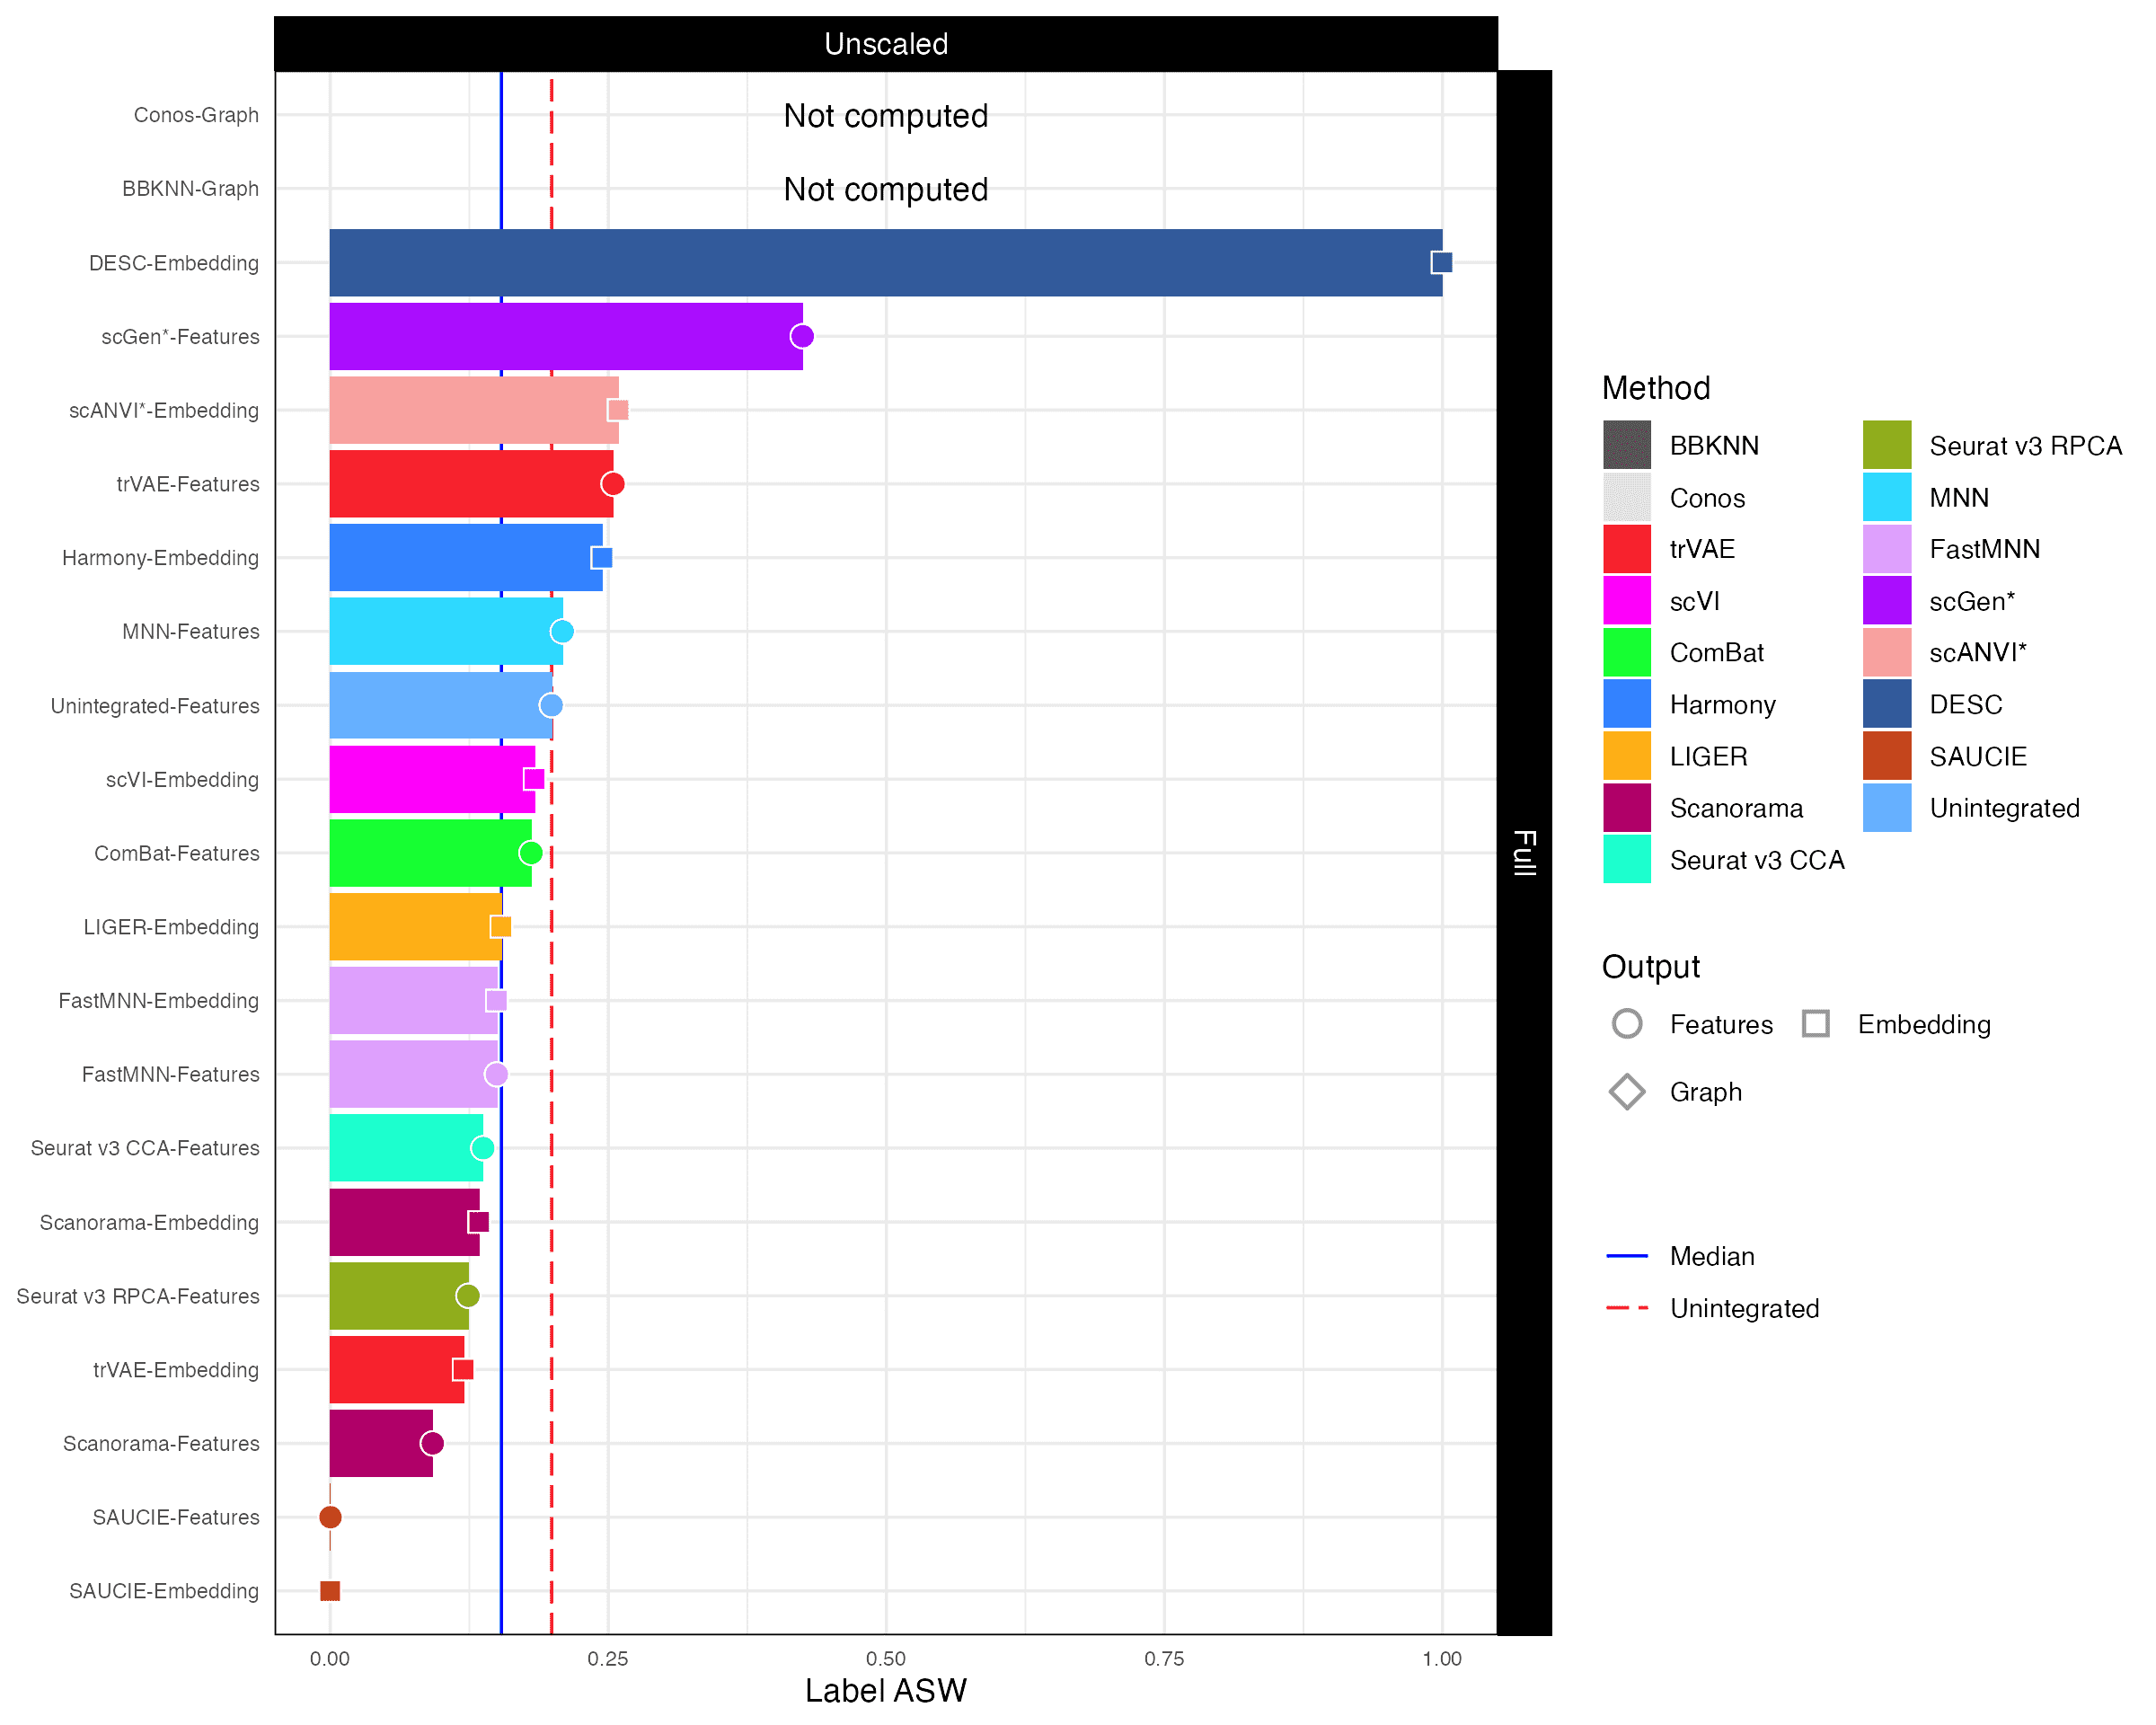 Unscaled
Conos-Graph
Not computed
BBKNN-Graph
Not computed
DESC-Embedding
scGen*-Features
scANVI*-Embedding
trVAE-Features
Harmony-Embedding
MNN-Features
Unintegrated-Features
scVI-Embedding
ComBat-Features
LIGER-Embedding
FastMNN-Embedding
FastMNN-Features
Seurat v3 CCA-Features
Scanorama-Embedding
Seurat v3 RPCA-Features
trVAE-Embedding
Scanorama-Features
SAUCIE-Features
SAUCIE-Embedding
0.00 0.25 0.50 0.75 1.00
Label ASW
Full
Method
BBKNN
Conos
trVAE
scVI
ComBat
Harmony
LIGER
Scanorama
Seurat v3 CCA
Seurat v3 RPCA
MNN
FastMNN
scGen*
scANVI*
DESC
SAUCIE
Unintegrated
Output
Features
Embedding
Graph
Median
Unintegrated